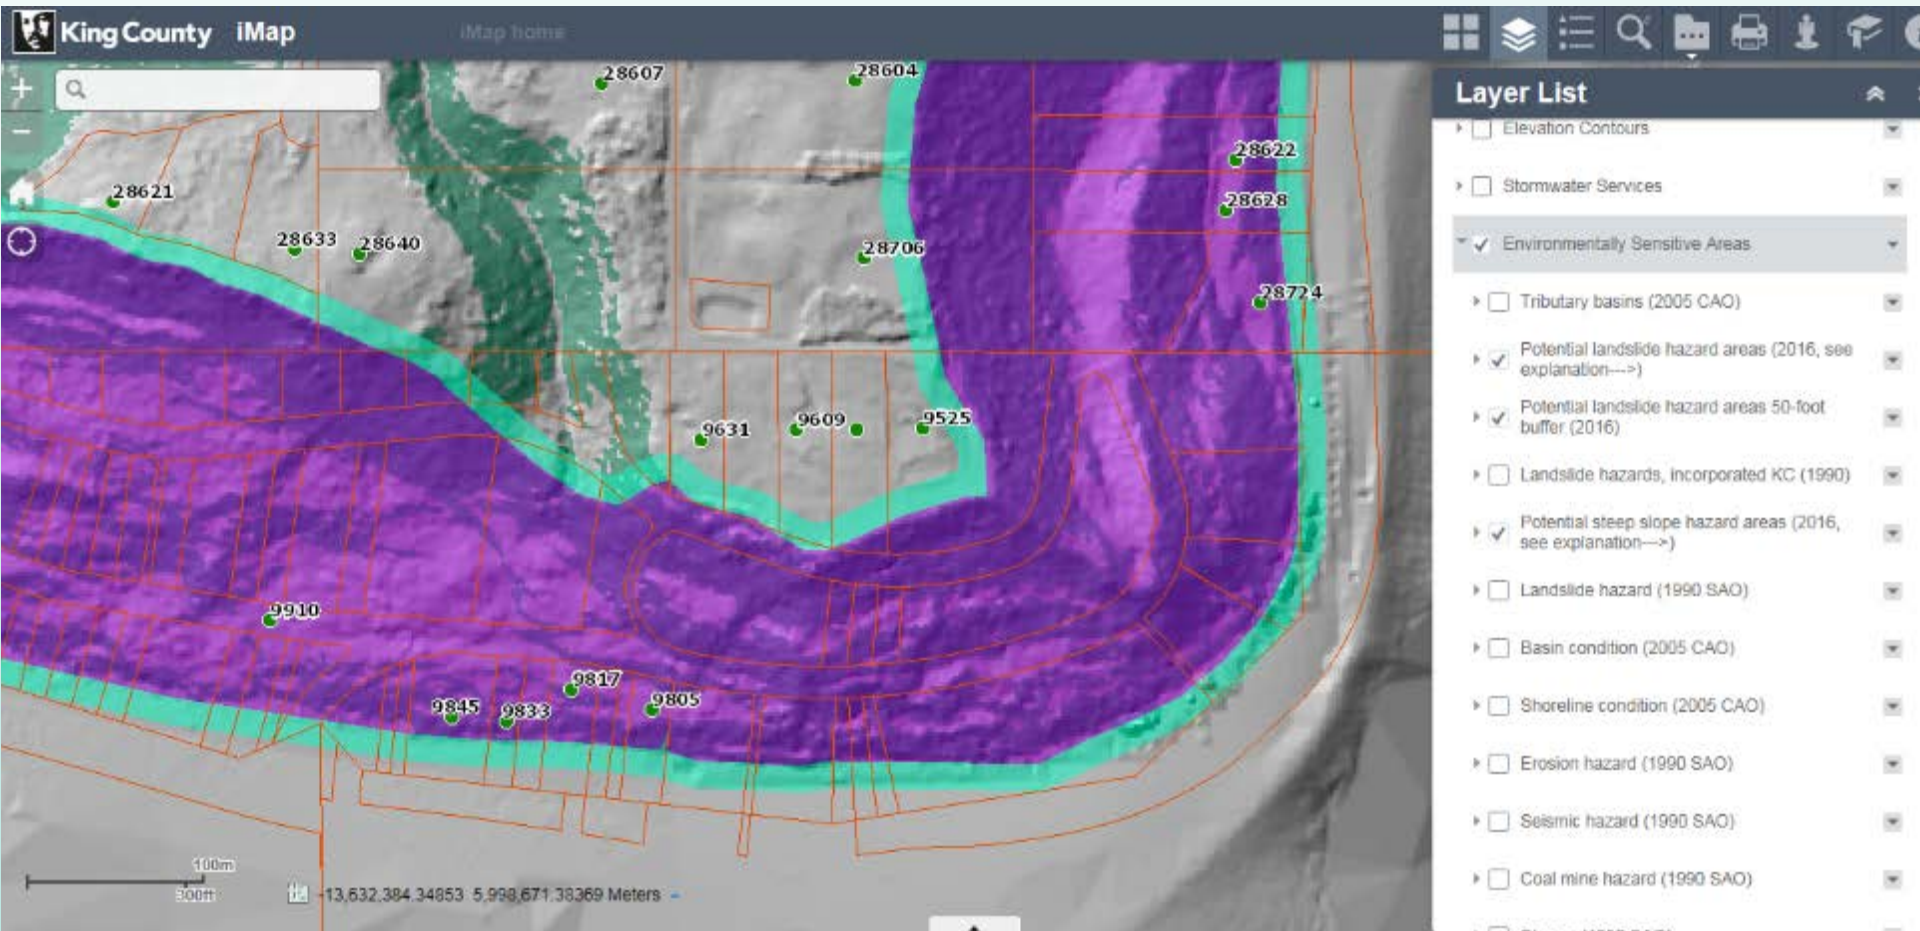 King County iMap iMap home
Layer List
Elevation Contours
Stormwater Services
Environmentally Sensitive Areas
Tributary basins (2005 CAO)
Potential landslide hazard areas (2016, see
explanation--->)
Potential landslide hazard areas 50-foot
buffer (2016)
Landslide hazards, incorporated KC (1990)
Potential steep slope hazard areas (2016,
see explanation--->)
Landslide hazard (1990 SAO)
Basin condition (2005 CAO)
Shoreline condition (2005 CAO)
Erosion hazard (1990 SAO)
Seismic hazard (1990 SAO)
Coal mine hazard (1990 SAO)
28607
28604
28622
28621
28628
28633
28640
28706
28724
9631
9609
9525
9910
9817
9845
9833
9805
100m
300ft
-13,632,384.34853 5,998,671.38369 Meters